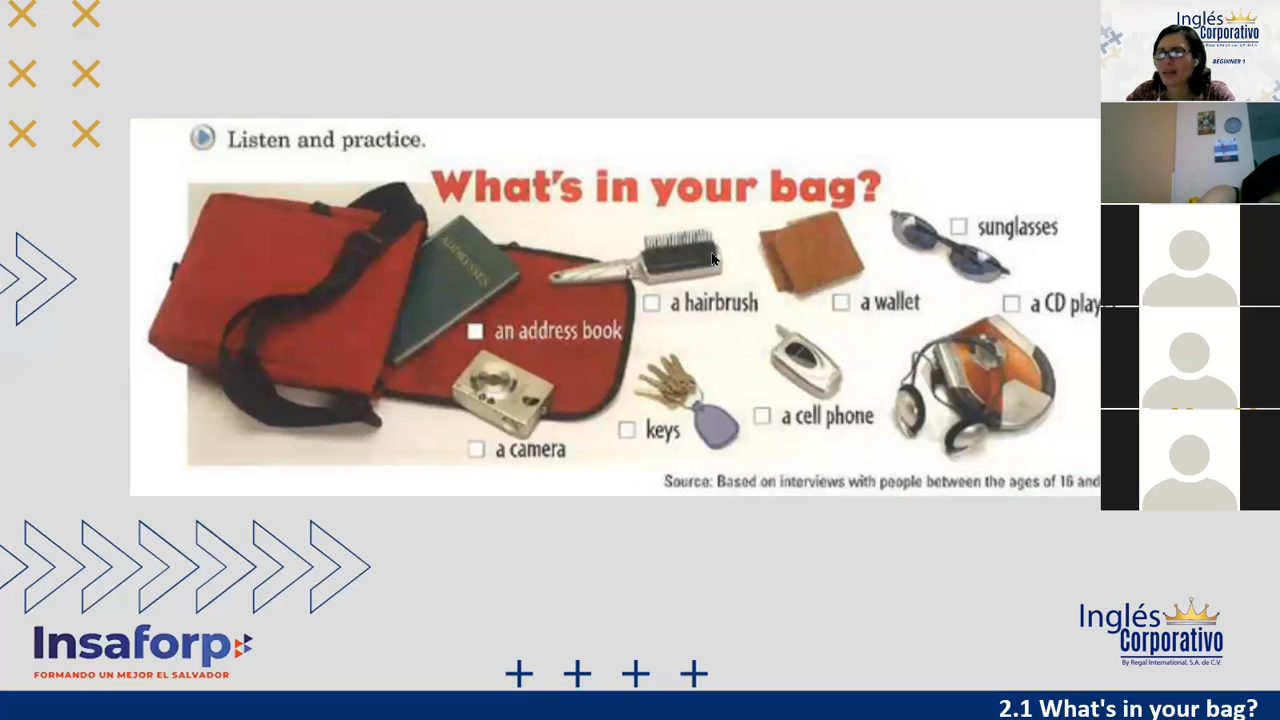 Listen and practice.
What's in your bag?
ADDRESSES
sunglasses
a hairbrush
a wallet
a CD play
an address book
a cell phone
keys
a camera
Source: Based on interviews with people between the ages of 16 and
Insaforp
FORMANDO UN MEJOR EL SALVADOR
Inglés
Corporativo
By Regal International, S.A. de C.V.
2.1 What's in your bag?
Inglés
Corporativo
BEGINNER 1